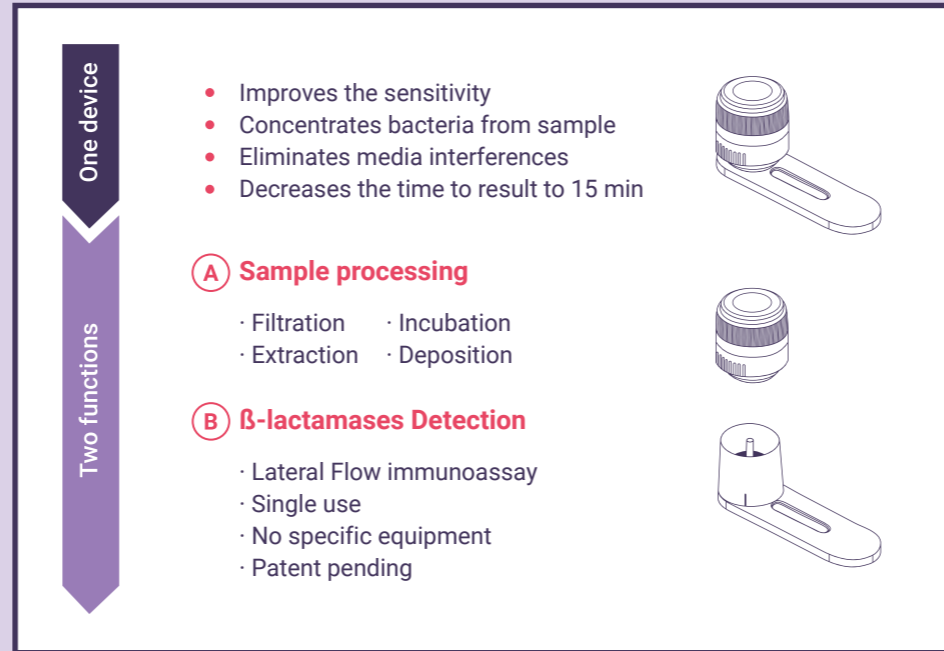 One device
• Improves the sensitivity
• Concentrates bacteria from sample
• Eliminates media interferences
• Decreases the time to result to 15 min
Two functions
A Sample processing
· Filtration · Incubation
· Extraction · Deposition
B ß-lactamases Detection
· Lateral Flow immunoassay
· Single use
· No specific equipment
· Patent pending